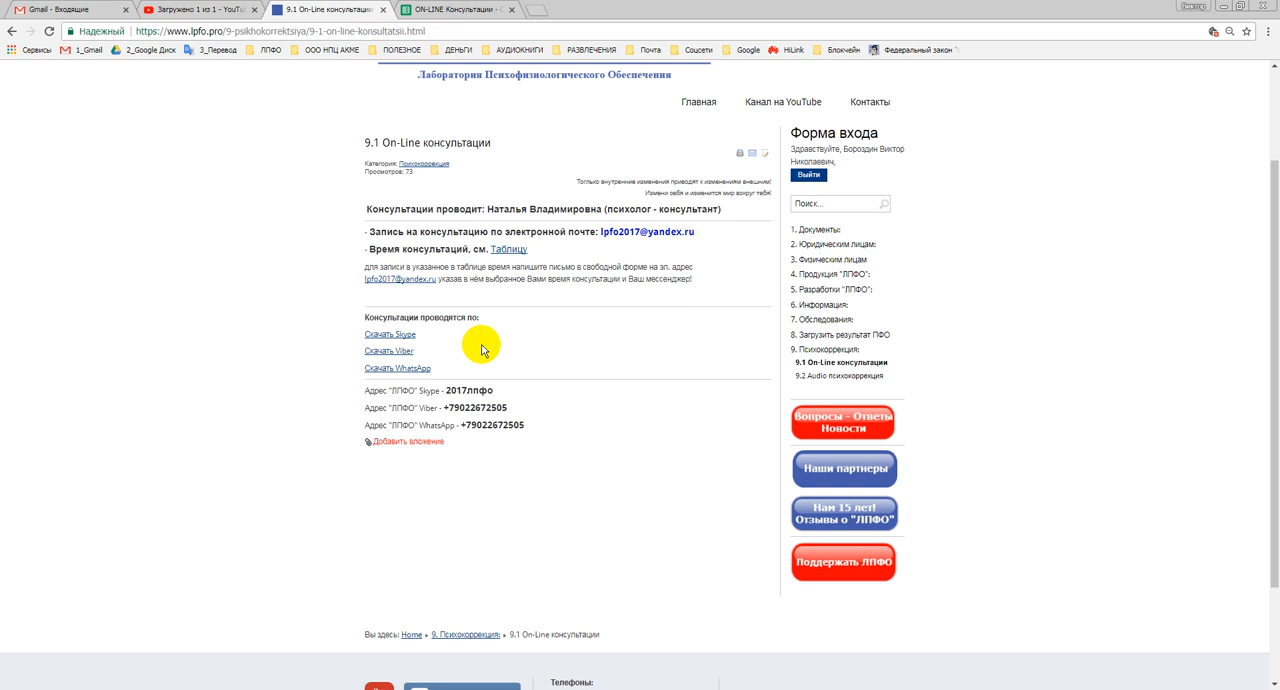 Gmail - Входящие
Загружено 1 из 1 - YouTu
9.1 On-Line консультации
ON-LINE Консультации -
Виктор
Надежный
https://www.lpfo.pro/9-psikhokorrektsiya/9-1-on-line-konsultatsii.html
Сервисы
1_Gmail
2_Google Диск
3_Перевод
ЛПФО
ООО НПЦ АКМЕ
ПОЛЕЗНОЕ
ДЕНЬГИ
АУДИОКНИГИ
РАЗВЛЕЧЕНИЯ
Почта
Соцсети
Google
HiLink
Блокчейн
Федеральный закон
Лаборатория Психофизиологического Обеспечения
Главная
Канал на YouTube
Контакты
9.1 On-Line консультации
Категория: Психокоррекция
Просмотров: 73
Тоглько внутренние изменения приводят к изменениям внешним!
Измени себя и изменится мир вокруг тебя!
Консультации проводит: Наталья Владимировна (психолог - консультант)
- Запись на консультацию по электронной почте: lpfo2017@yandex.ru
- Время консультаций, см. Таблицу
для записи в указанное в таблице время напишите письмо в свободной форме на эл. адрес
lpfo2017@yandex.ru указав в нём выбранное Вами время консультации и Ваш мессенджер!
Консультации проводятся по:
Скачать Skype
Скачать Viber
Скачать WhatsApp
Адрес "ЛПФО" Skype - 2017лпфо
Адрес "ЛПФО" Viber - +79022672505
Адрес "ЛПФО" WhatsApp - +79022672505
Добавить вложение
Форма входа
Здравствуйте, Бороздин Виктор
Николаевич,
Выйти
Поиск...
1. Документы:
2. Юридическим лицам:
3. Физическим лицам
4. Продукция "ЛПФО":
5. Разработки "ЛПФО":
6. Информация:
7. Обследования:
8. Загрузить результат ПФО
9. Психокоррекция:
9.1 On-Line консультации
9.2 Audio психокоррекция
Вопросы - Ответы
Новости
Наши партнеры
Нам 15 лет!
Отзывы о "ЛПФО"
Поддержать ЛПФО
Вы здесь: Home
9. Психокоррекция:
9.1 On-Line консультации
Телефоны: